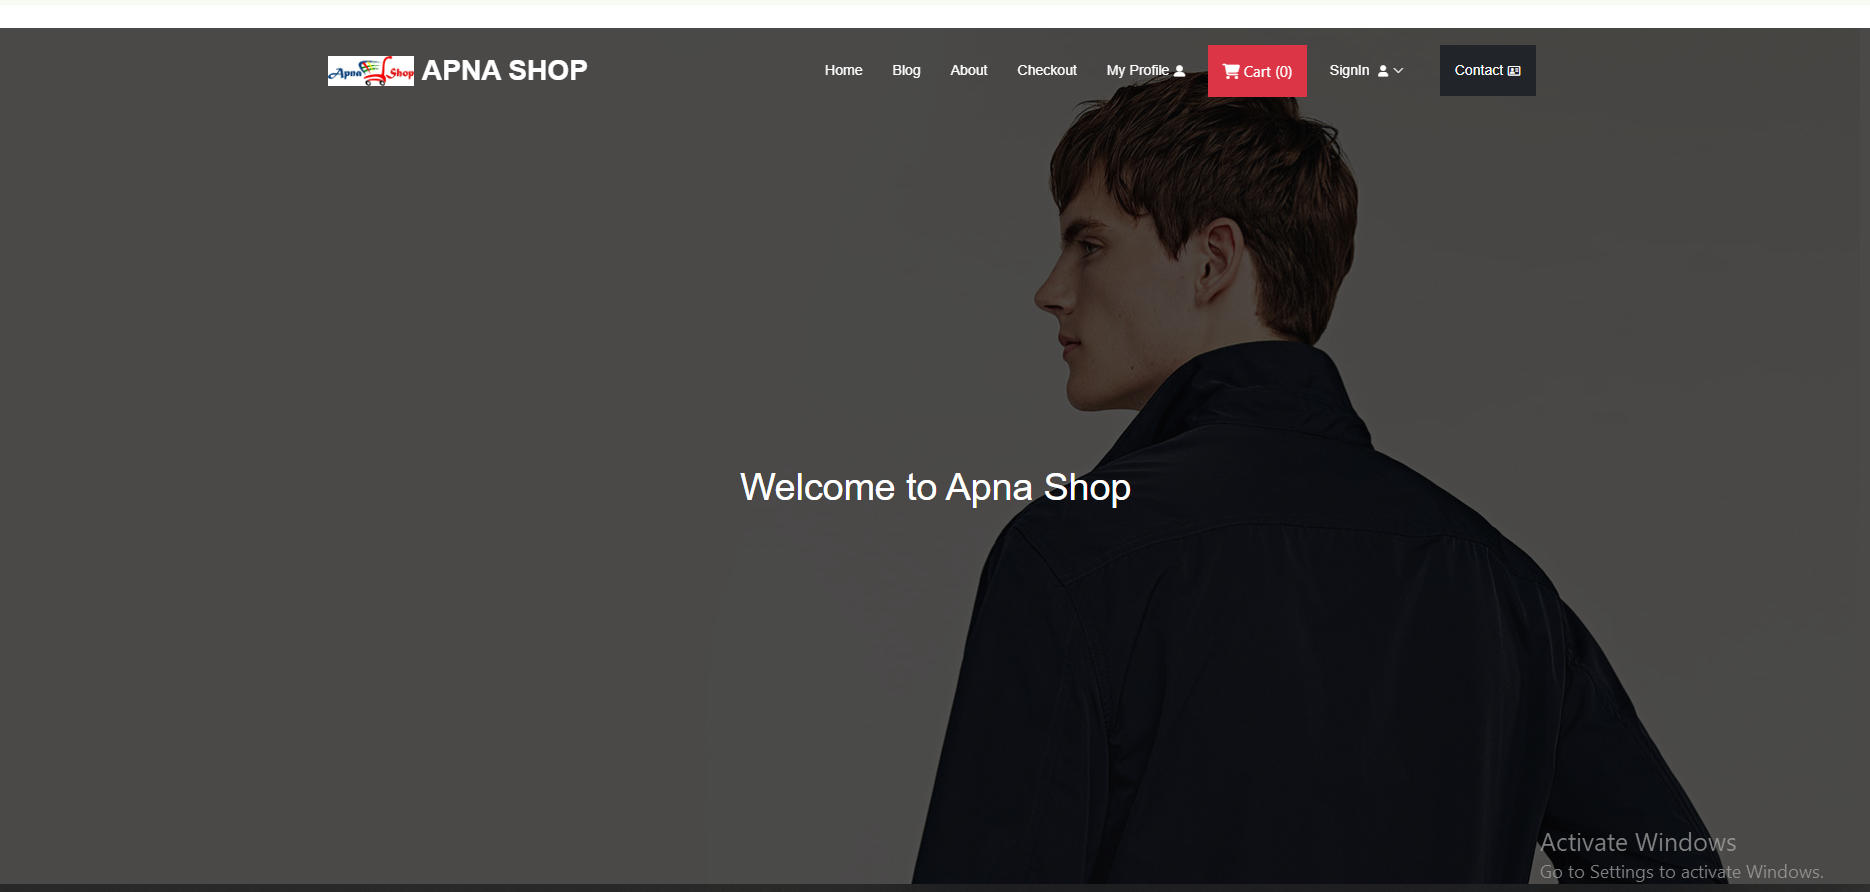 Apna Shop APNA SHOP
Home Blog About Checkout My Profile Cart (0) SignIn Contact
Welcome to Apna Shop
Activate Windows
Go to Settings to activate Windows.